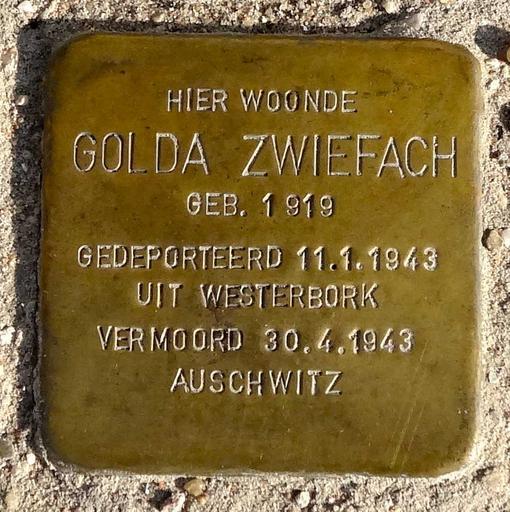 HIER WOONDE
GOLDA ZWIEFACH
GEB. 1919
GEDEPORTEERD 11.1.1943
UIT WESTERBORK
VERMOORD 30.4.1943
AUSCHWITZ